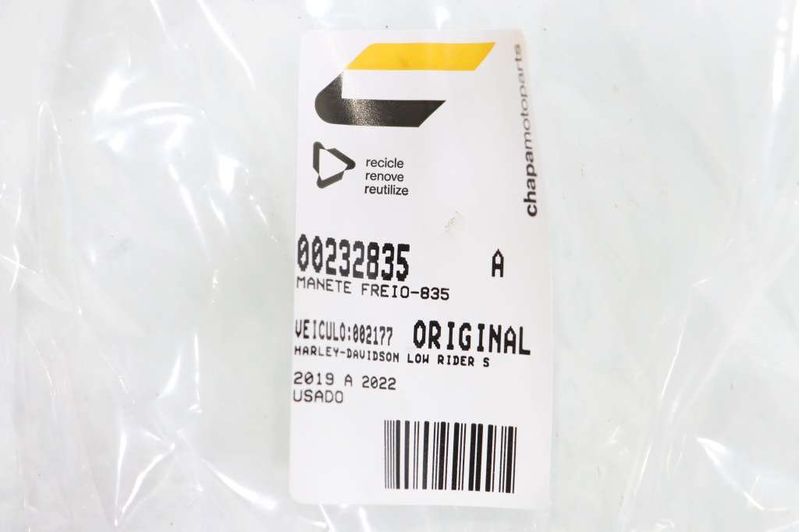 chapamotoparts
recicle
renove
reutilize
00232835 A
MANETE FREIO-835
VEICULO:002177 ORIGINAL
HARLEY-DAVIDSON LOW RIDER S
2019 A 2022
USADO